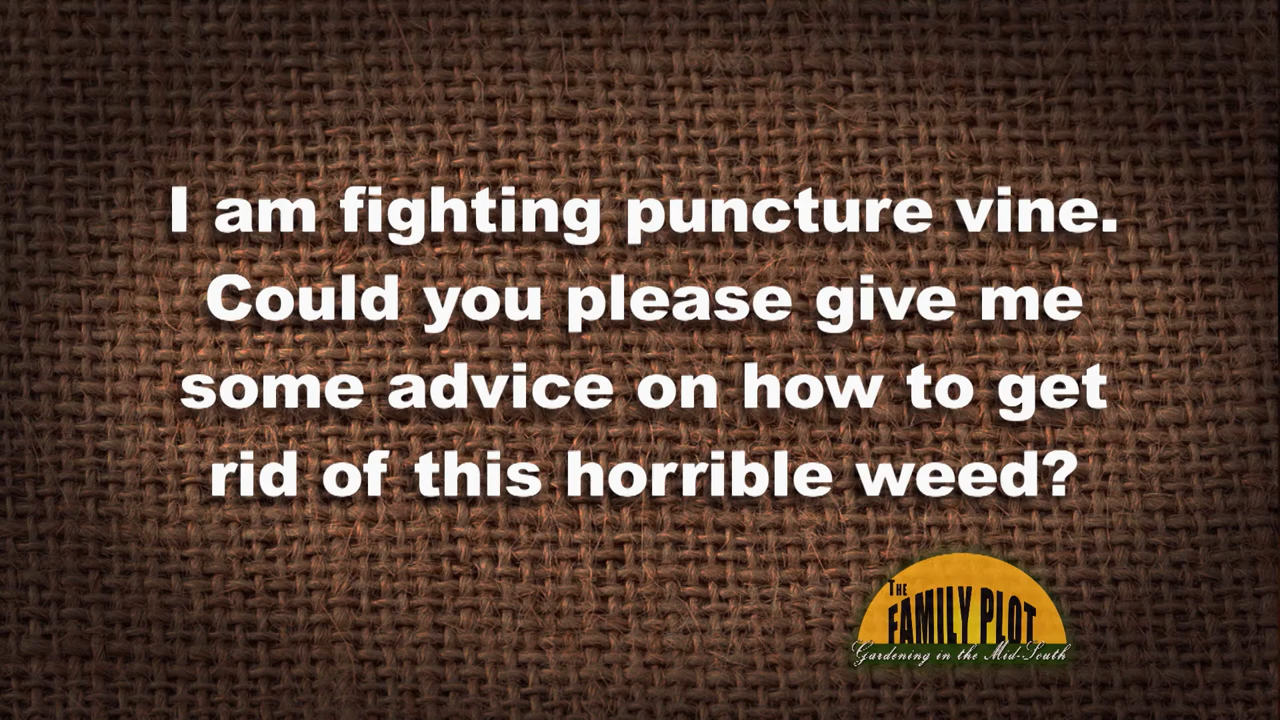 I am fighting puncture vine.
Could you please give me
some advice on how to get
rid of this horrible weed?
THE
FAMILY PLOT
Gardening in the Mid-South